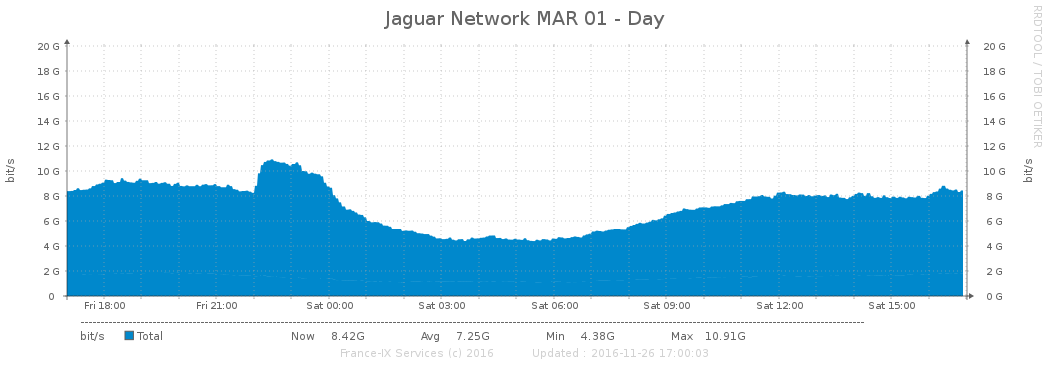 Jaguar Network MAR 01 - Day
RRDTOOL / TOBI OETIKER
bit/s
20 G 20 G
18 G 18 G
16 G 16 G
14 G 14 G
12 G 12 G
10 G 10 G
8 G 8 G
6 G 6 G
4 G 4 G
2 G 2 G
0 0 G
bit/s
Fri 18:00 Fri 21:00 Sat 00:00 Sat 03:00 Sat 06:00 Sat 09:00 Sat 12:00 Sat 15:00
bit/s Total Now 8.42G Avg 7.25G Min 4.38G Max 10.91G
France-IX Services (c) 2016 Updated : 2016-11-26 17:00:03